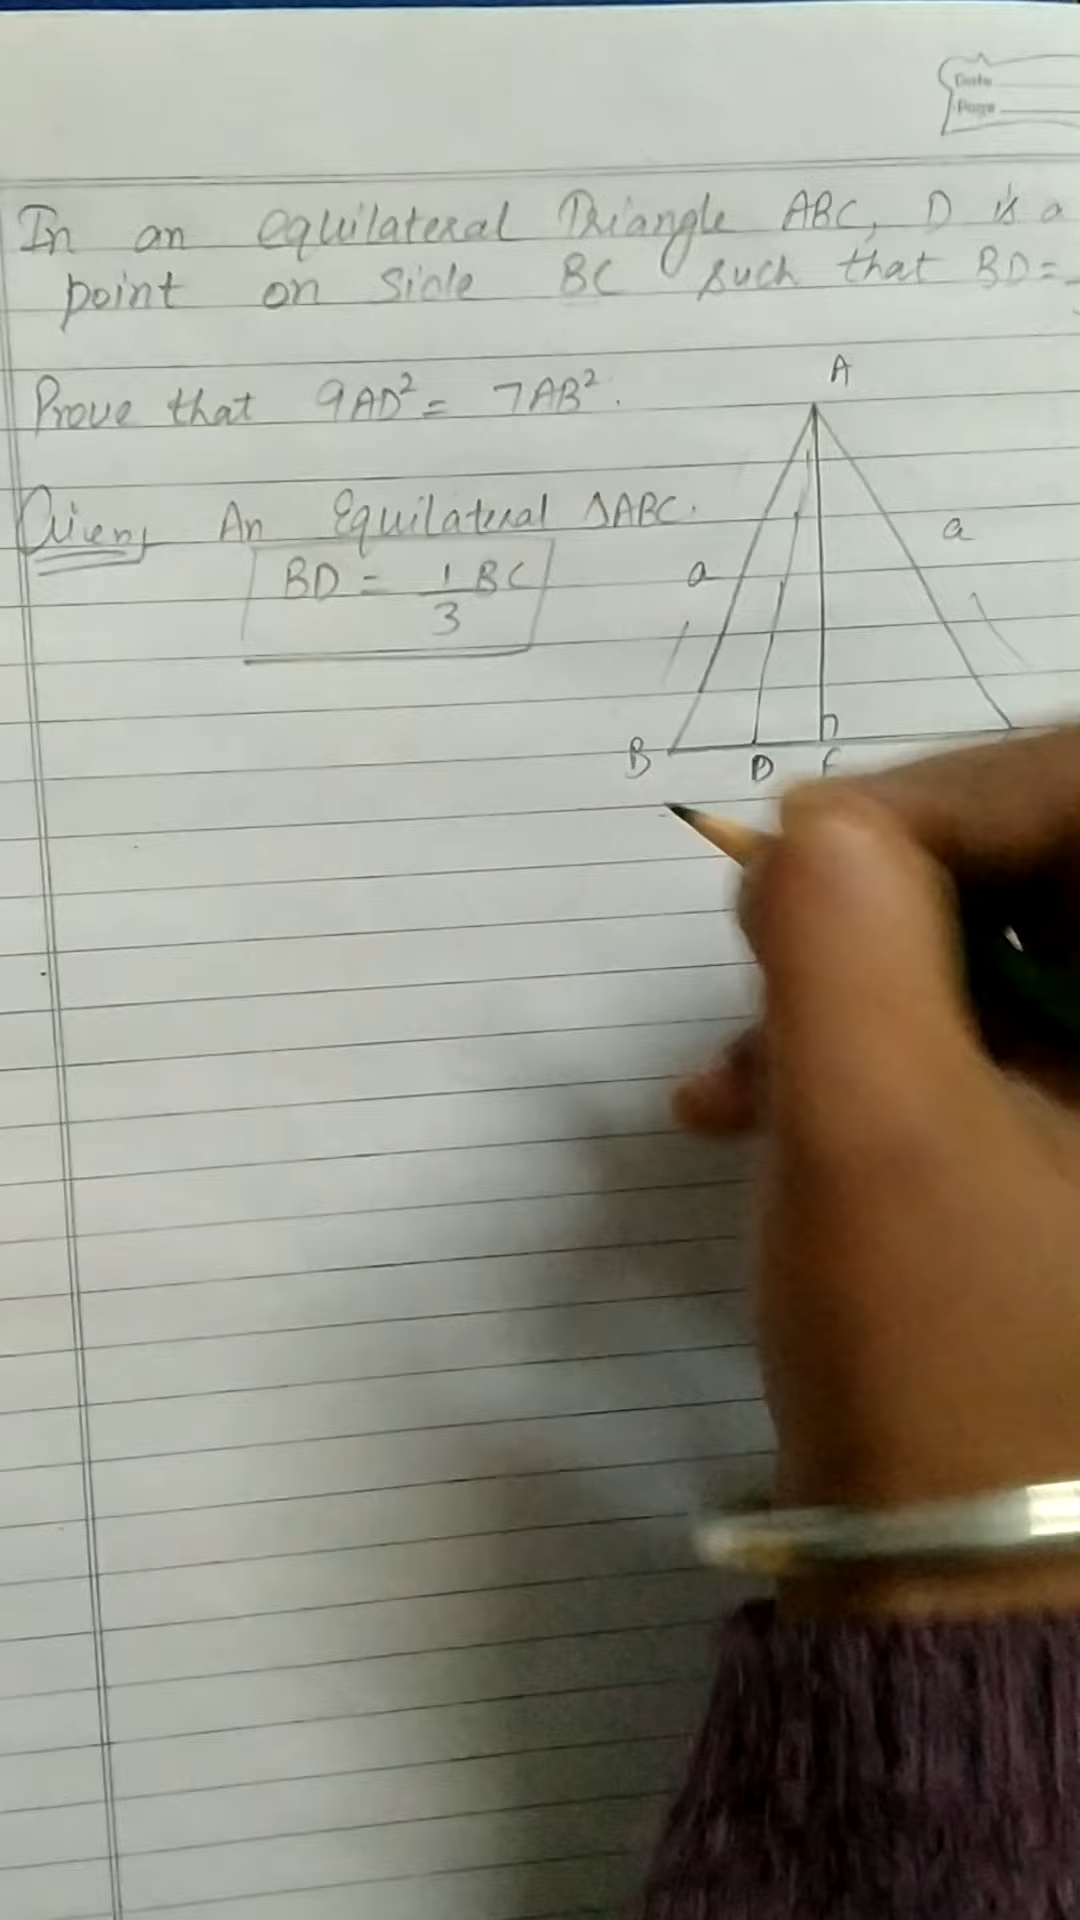 Date
Page
In an equilateral Triangle ABC, D is a
point on side BC such that BD =
Prove that 9AD² = 7AB².
Given, An Equilateral ΔABC.
BD = 1/3 BC
A
a
a
B D E